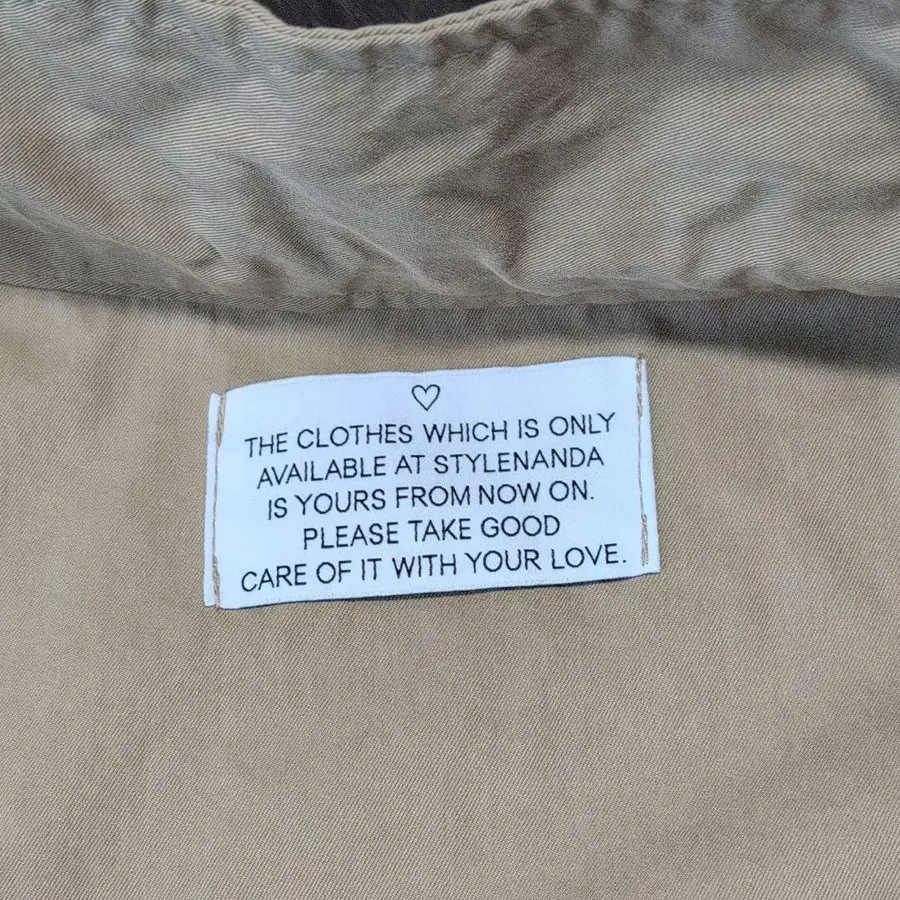 THE CLOTHES WHICH IS ONLY
AVAILABLE AT STYLENANDA
IS YOURS FROM NOW ON.
PLEASE TAKE GOOD
CARE OF IT WITH YOUR LOVE.